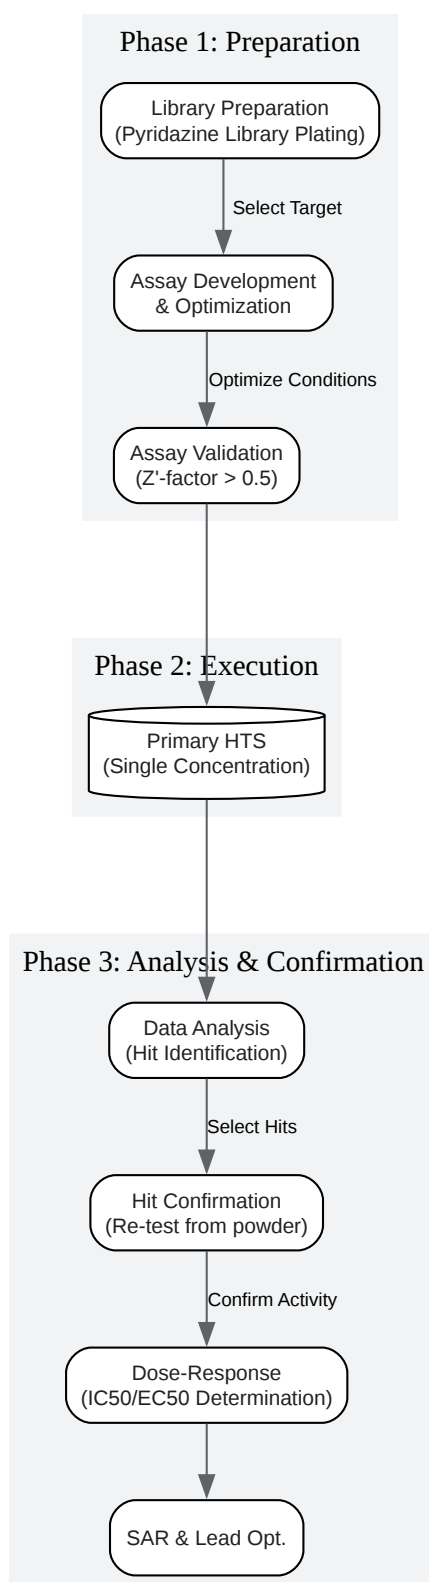 Phase 1: Preparation
Library Preparation
(Pyridazine Library Plating)
Select Target
Assay Development
& Optimization
Optimize Conditions
Assay Validation
(Z'-factor > 0.5)
Phase 2: Execution
Primary HTS
(Single Concentration)
Phase 3: Analysis & Confirmation
Data Analysis
(Hit Identification)
Select Hits
Hit Confirmation
(Re-test from powder)
Confirm Activity
Dose-Response
(IC50/EC50 Determination)
SAR & Lead Opt.